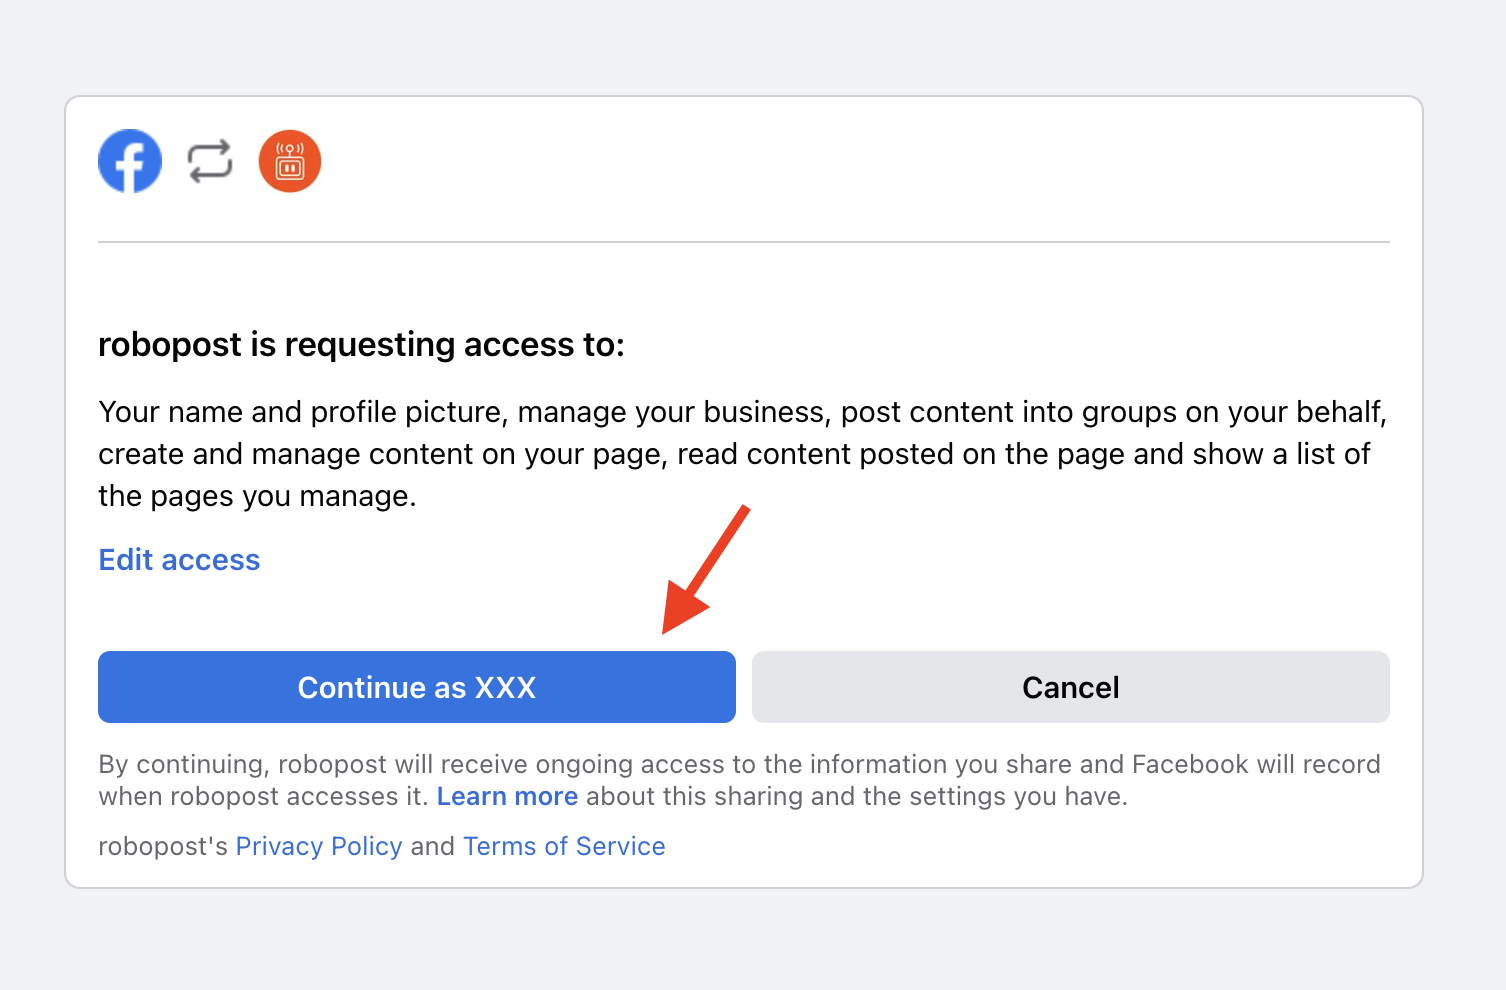 robopost is requesting access to:
Your name and profile picture, manage your business, post content into groups on your behalf,
create and manage content on your page, read content posted on the page and show a list of
the pages you manage.
Edit access
Continue as XXX
Cancel
By continuing, robopost will receive ongoing access to the information you share and Facebook will record
when robopost accesses it. Learn more about this sharing and the settings you have.
robopost's Privacy Policy and Terms of Service